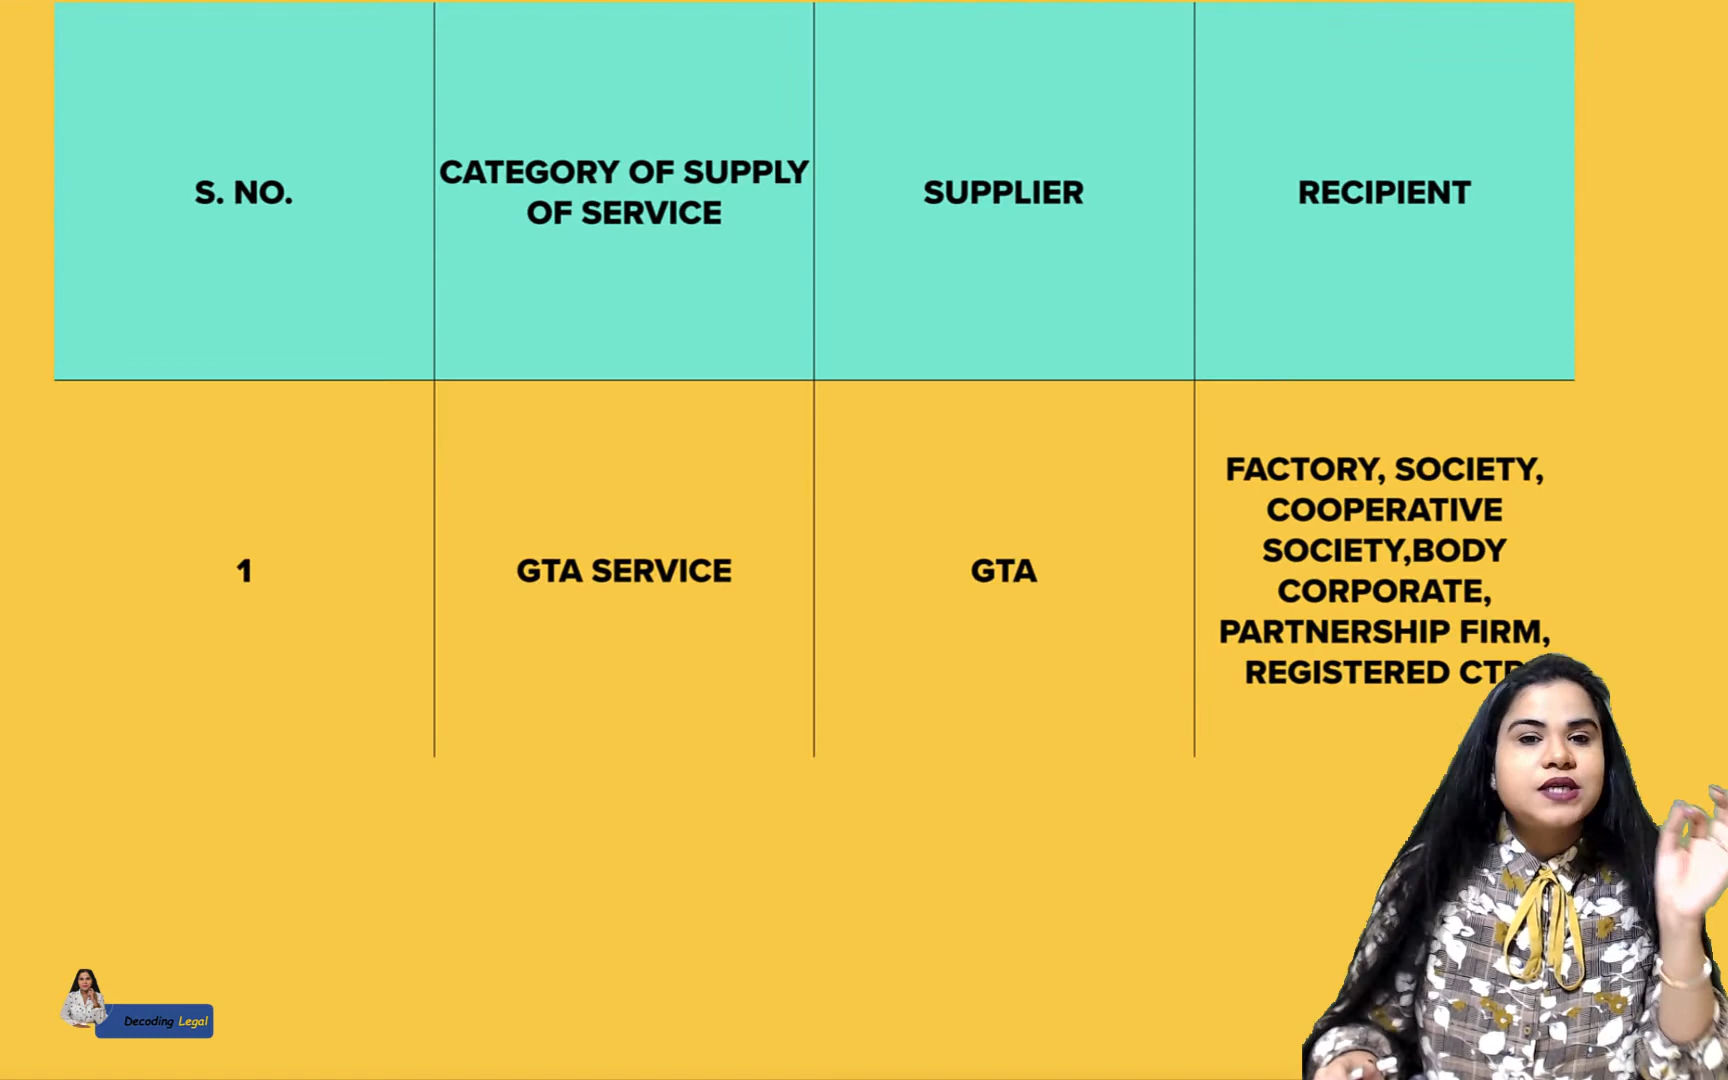 S. NO.
CATEGORY OF SUPPLY
OF SERVICE
SUPPLIER
RECIPIENT
1
GTA SERVICE
GTA
FACTORY, SOCIETY,
COOPERATIVE
SOCIETY,BODY
CORPORATE,
PARTNERSHIP FIRM,
REGISTERED
Decoding Legal